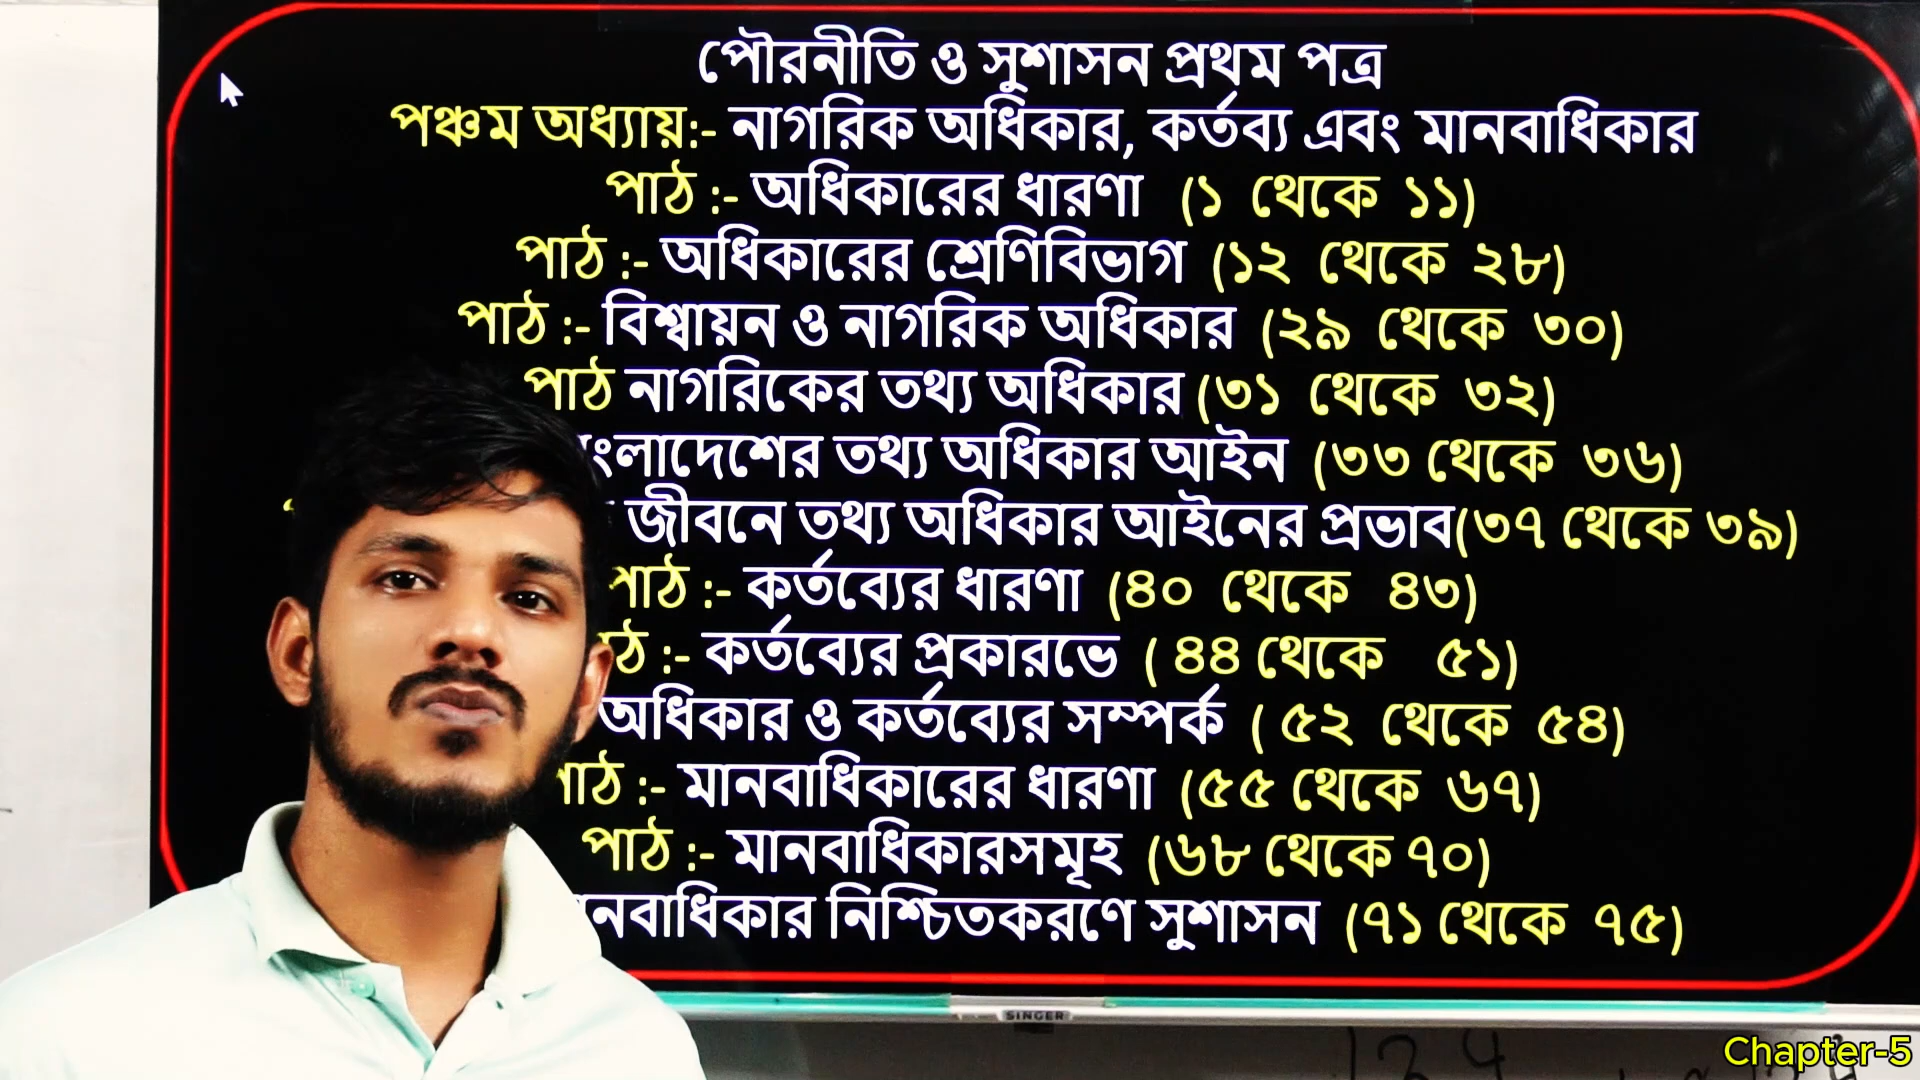 পৌরনীতি ও সুশাসন প্রথম পত্র
পঞ্চম অধ্যায়:- নাগরিক অধিকার, কর্তব্য এবং মানবাধিকার
পাঠ :- অধিকারের ধারণা (১ থেকে ১১)
পাঠ :- অধিকারের শ্রেণিবিভাগ (১২ থেকে ২৮)
পাঠ :- বিশ্বায়ন ও নাগরিক অধিকার (২৯ থেকে ৩০)
পাঠ নাগরিকের তথ্য অধিকার (৩১ থেকে ৩২)
তথ্য অধিকার আইন (৩৩ থেকে ৩৬)
জীবনে তথ্য অধিকার আইনের প্রভাব(৩৭ থেকে ৩৯)
পাঠ :- কর্তব্যের ধারণা (৪০ থেকে ৪৩)
:- কর্তব্যের প্রকারভে ( ৪৪ থেকে ৫১)
অধিকার ও কর্তব্যের সম্পর্ক ( ৫২ থেকে ৫৪)
পাঠ :- মানবাধিকারের ধারণা (৫৫ থেকে ৬৭)
পাঠ :- মানবাধিকারসমূহ (৬৮ থেকে ৭০)
নিশ্চিতকরণে সুশাসন (৭১ থেকে ৭৫)
SINGER
Chapter-5